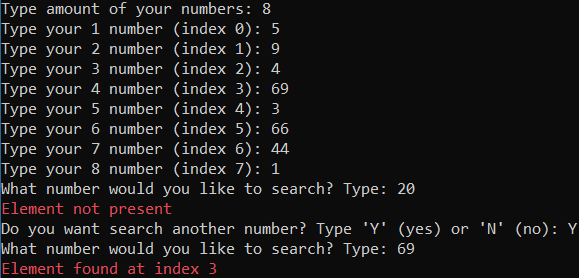 Type amount of your numbers: 8
Type your 1 number (index 0): 5
Type your 2 number (index 1): 9
Type your 3 number (index 2): 4
Type your 4 number (index 3): 69
Type your 5 number (index 4): 3
Type your 6 number (index 5): 66
Type your 7 number (index 6): 44
Type your 8 number (index 7): 1
What number would you like to search? Type: 20
Element not present
Do you want search another number? Type 'Y' (yes) or 'N' (no): Y
What number would you like to search? Type: 69
Element found at index 3